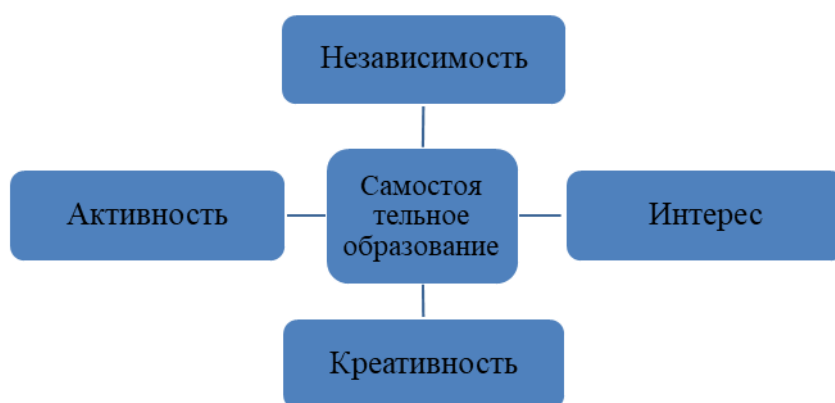 Независимость
Активность
Самостоя
тельное
образование
Интерес
Креативность